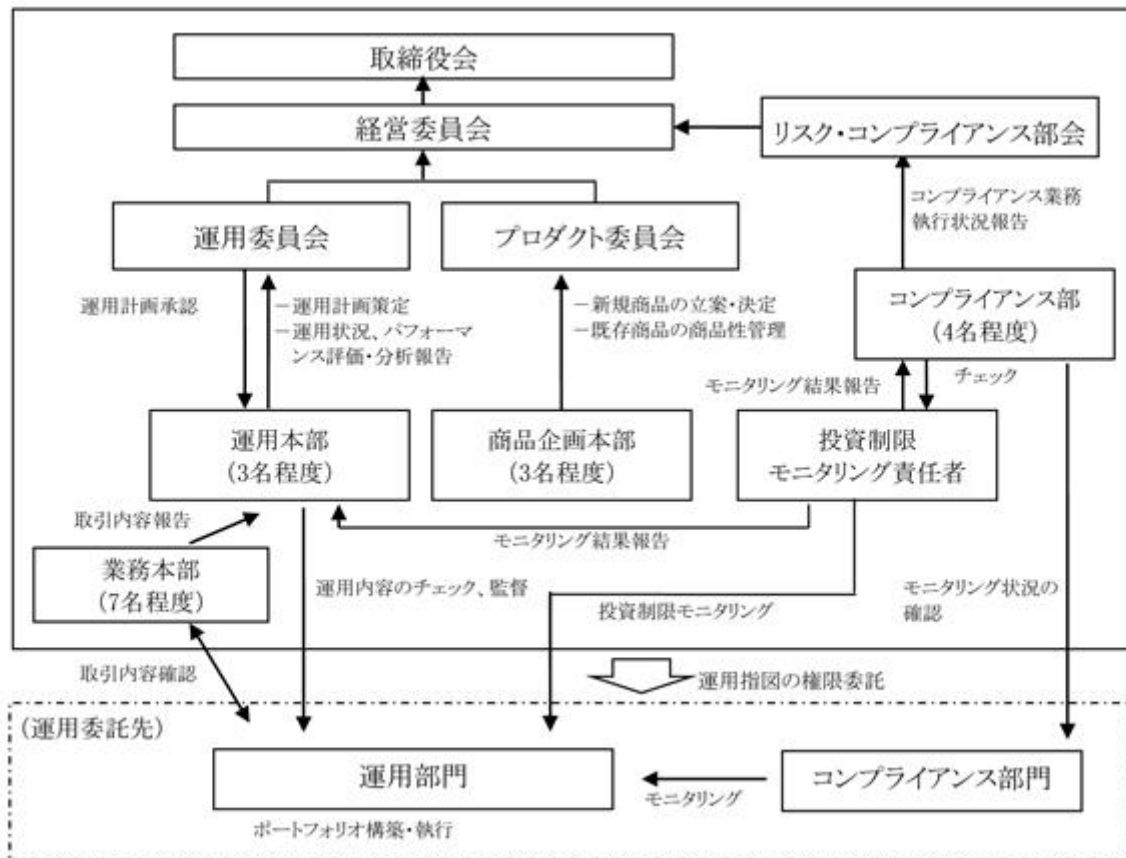 取締役会
経営委員会
リスク・コンプライアンス部会
コンプライアンス業務
執行状況報告
運用委員会
プロダクト委員会
運用計画承認
－運用計画策定
－運用状況、パフォーマ
ンス評価・分析報告
－新規商品の立案・決定
－既存商品の商品性管理
コンプライアンス部
(4名程度)
モニタリング結果報告
チェック
運用本部
(3名程度)
商品企画本部
(3名程度)
投資制限
モニタリング責任者
取引内容報告
モニタリング結果報告
業務本部
(7名程度)
運用内容のチェック、監督
投資制限モニタリング
モニタリング状況の
確認
取引内容確認
運用指図の権限委託
(運用委託先)
運用部門
モニタリング
コンプライアンス部門
ポートフォリオ構築・執行